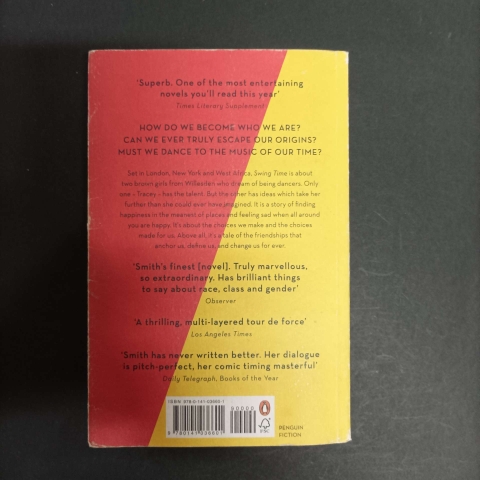 'Superb. One of the most entertaining
novels you'll read this year'
Times Literary Supplement
HOW DO WE BECOME WHO WE ARE?
CAN WE EVER TRULY ESCAPE OUR ORIGINS?
MUST WE DANCE TO THE MUSIC OF OUR TIME?
Set in London, New York and West Africa, Swing Time is about
two brown girls from Willesden who dream of being dancers. Only
one – Tracey – has the talent. But the other has ideas which take her
further than she could ever have imagined. It is a story of finding
happiness in the meanest of places and feeling sad when all around
you are happy. It's about the choices we make and the choices
made for us. Above all, it's a tale of the friendships that
anchor us, define us, and change us for ever.
'Smith's finest [novel]. Truly marvellous,
so extraordinary. Has brilliant things
to say about race, class and gender'
Observer
'A thrilling, multi-layered tour de force'
Los Angeles Times
'Smith has never written better. Her dialogue
is pitch-perfect, her comic timing masterful'
Daily Telegraph, Books of the Year
90000
FSC
PENGUIN
FICTION